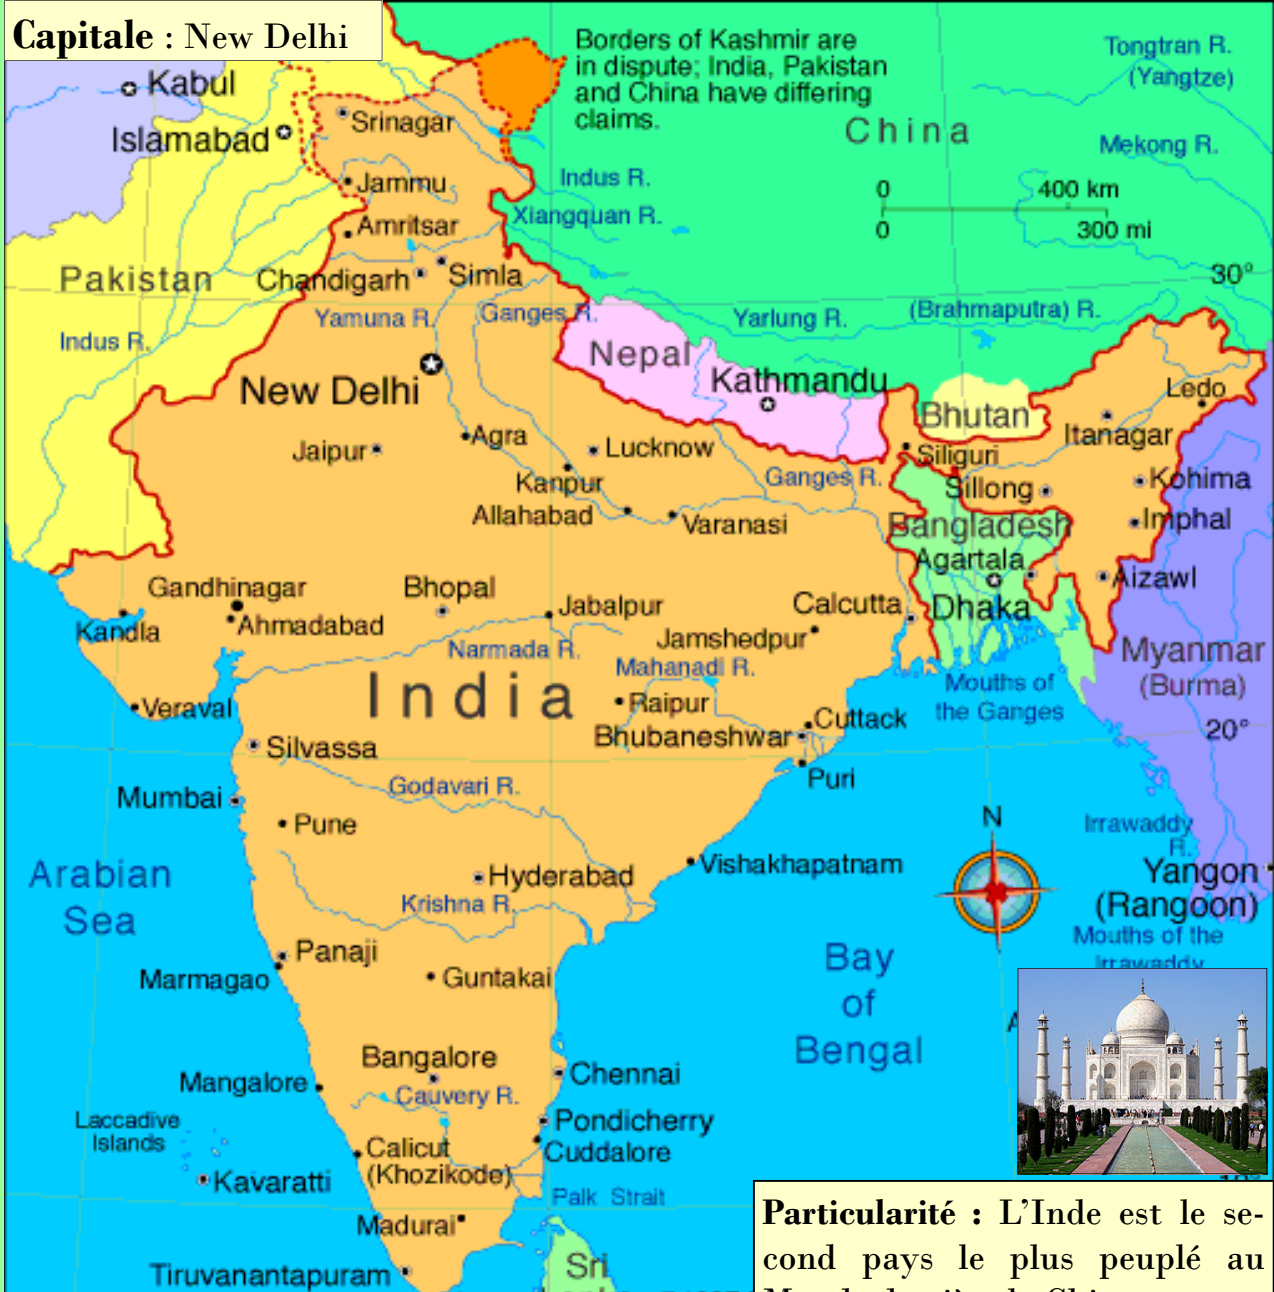 Capitale : New Delhi
Borders of Kashmir are
in dispute; India, Pakistan
and China have differing
claims.
Tongtran R.
(Yangtze)
Kabul
Islamabad
Srinagar
China
Mekong R.
Jammu
Indus R.
0 400 km
0 300 mi
Xiangquan R.
Amritsar
Pakistan
Chandigarh
Simla
30°
Yamuna R.
Ganges R.
Yarlung R.
(Brahmaputra) R.
Indus R.
Nepal
New Delhi
Kathmandu
Ledo
Bhutan
Itanagar
Jaipur
Agra
Lucknow
Siliguri
Kanpur
Ganges R.
Sillong
Kohima
Allahabad
Varanasi
Bangladesh
Imphal
Agartala
Aizawl
Gandhinagar
Bhopal
Jabalpur
Calcutta
Dhaka
Kandla
Ahmadabad
Jamshedpur
Narmada R.
Mahanadi R.
Myanmar
(Burma)
India
Mouths of
the Ganges
Veraval
Raipur
Cuttack
Bhubaneshwar
20°
Silvassa
Puri
Mumbai
Godavari R.
Pune
N
Irrawaddy
R.
Arabian
Sea
Hyderabad
Vishakhapatnam
Yangon
(Rangoon)
Krishna R.
Mouths of the
Irrawaddy
Panaji
Marmagao
Guntakai
Bay
of
Bengal
Bangalore
Mangalore
Chennai
Cauvery R.
Laccadive
Islands
Pondicherry
Calicut
(Khozikode)
Cuddalore
Kavaratti
Palk Strait
Madurai
Tiruvanantapuram
Sri
Particularité : L'Inde est le se-
cond pays le plus peuplé au